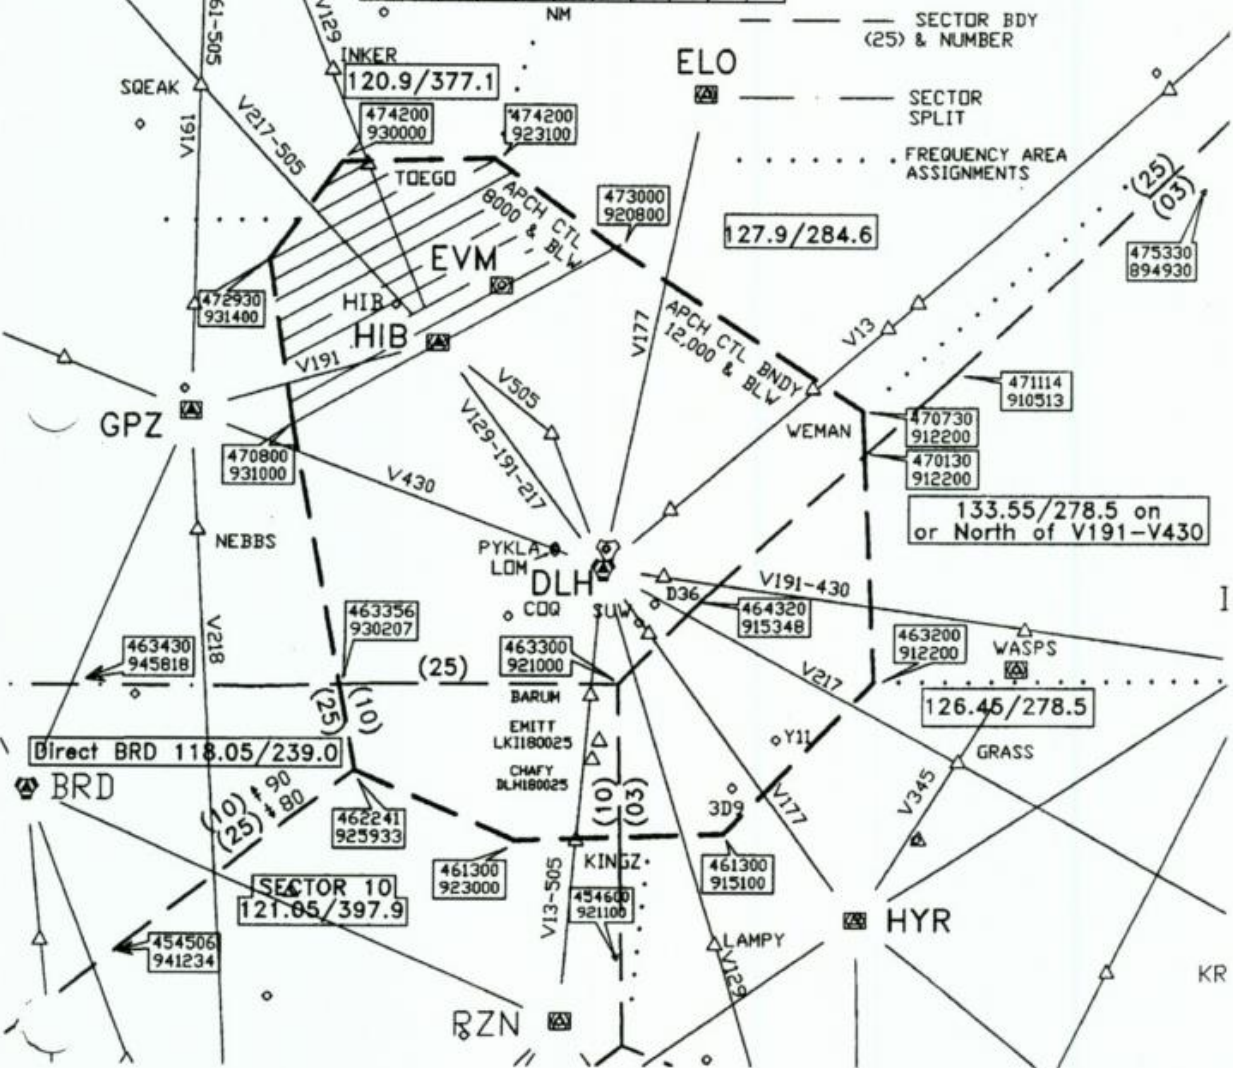 61-505
V129
NM
SECTOR BDY
(25) & NUMBER
INKER
120.9/377.1
ELO
SQEAK
SECTOR
SPLIT
V217-505
V161
474200
930000
474200
923100
FREQUENCY AREA
ASSIGNMENTS
TOEGO
APCH CTL
8000 & BLW
473000
920800
(25)
(03)
127.9/284.6
475330
894930
EVM
472930
931400
HIB
HIB
V191
V177
APCH CTL BNDY
12,000 & BLW
V13
V505
471114
910513
GPZ
WEMAN
470730
912200
470800
931000
V129-191-217
470130
912200
V430
133.55/278.5 on
or North of V191-V430
NEBBS
PYKLA
LOM
DLH
V191-430
D36
COQ
SUW
464320
915348
I
463356
930207
V218
463430
945818
463300
921000
463200
912200
WASPS
(25)
V217
(25)
(10)
BARUM
126.45/278.5
EMITT
LKI180025
Y11
Direct BRD 118.05/239.0
GRASS
CHAFY
DLH180025
BRD
(10) 90
(25) 80
(10)
(03)
3D9
V177
V345
462241
925933
KINGZ
461300
923000
461300
915100
SECTOR 10
121.05/397.9
V13-505
454600
921100
HYR
454506
941234
LAMPY
V129
KR
RZN